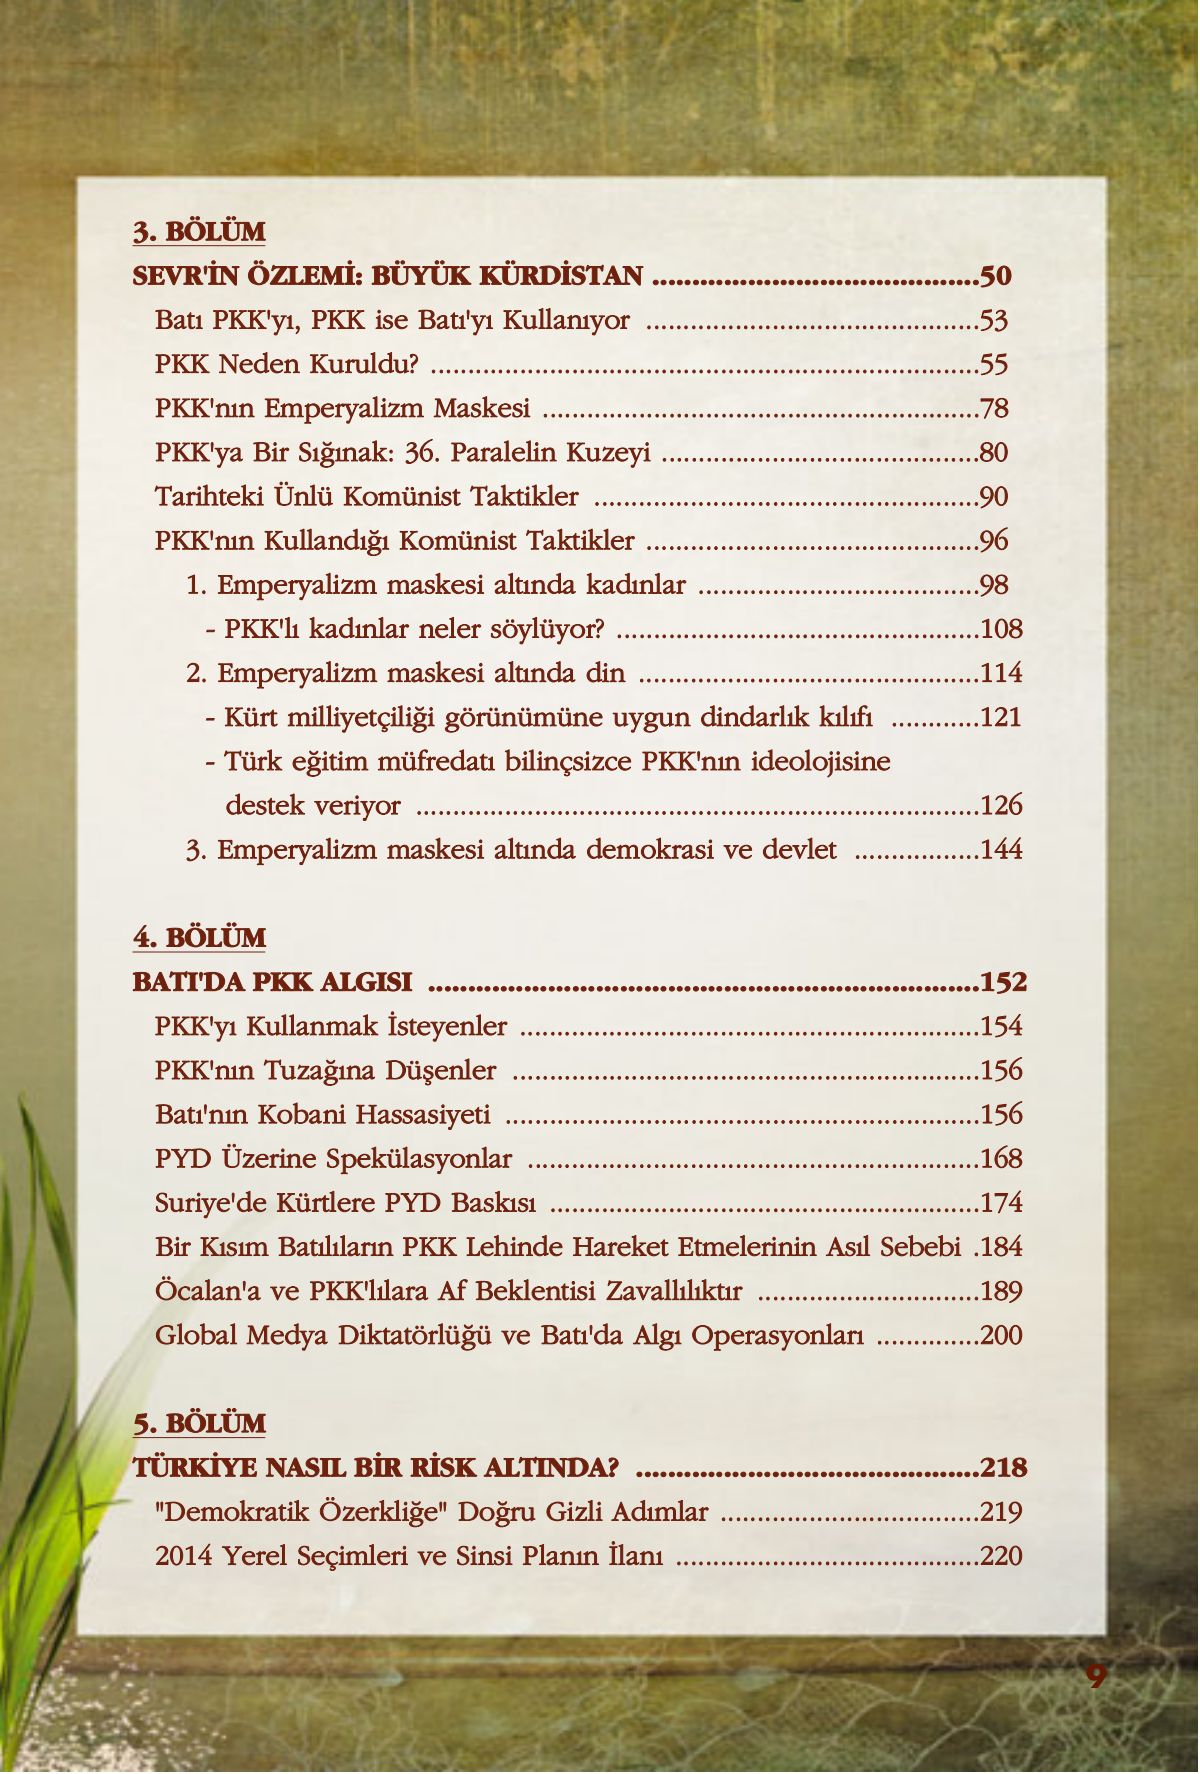 3. BÖLÜM
SEVR'İN ÖZLEMİ: BÜYÜK KÜRDİSTAN .........................................50
Batı PKK'yı, PKK ise Batı'yı Kullanıyor .............................................53
PKK Neden Kuruldu? ..........................................................................55
PKK'nın Emperyalizm Maskesi ...........................................................78
PKK'ya Bir Sığınak: 36. Paralelin Kuzeyi ...........................................80
Tarihteki Ünlü Komünist Taktikler ....................................................90
PKK'nın Kullandığı Komünist Taktikler .............................................96
1. Emperyalizm maskesi altında kadınlar ......................................98
- PKK'lı kadınlar neler söylüyor? .................................................108
2. Emperyalizm maskesi altında din ..............................................114
- Kürt milliyetçiliği görünümüne uygun dindarlık kılıfı ............121
- Türk eğitim müfredatı bilinçsizce PKK'nın ideolojisine
destek veriyor ............................................................................126
3. Emperyalizm maskesi altında demokrasi ve devlet .................144

4. BÖLÜM
BATI'DA PKK ALGISI .....................................................................152
PKK'yı Kullanmak İsteyenler ..............................................................154
PKK'nın Tuzağına Düşenler ...............................................................156
Batı'nın Kobani Hassasiyeti ................................................................156
PYD Üzerine Spekülasyonlar .............................................................168
Suriye'de Kürtlere PYD Baskısı ..........................................................174
Bir Kısım Batılıların PKK Lehinde Hareket Etmelerinin Asıl Sebebi .184
Öcalan'a ve PKK'lılara Af Beklentisi Zavallılıktır ..............................189
Global Medya Diktatörlüğü ve Batı'da Algı Operasyonları ..............200

5. BÖLÜM
TÜRKİYE NASIL BİR RİSK ALTINDA? ...........................................218
"Demokratik Özerkliğe" Doğru Gizli Adımlar ...................................219
2014 Yerel Seçimleri ve Sinsi Planın İlanı .........................................220
9